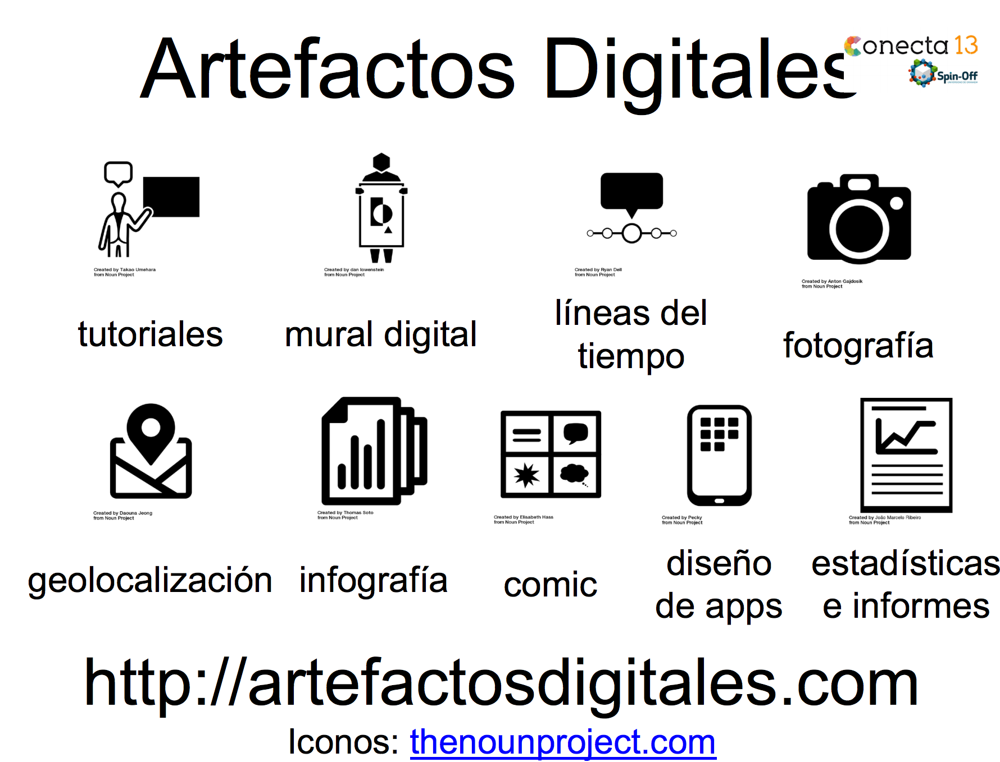 Artefactos Digitales
Conecta 13
Spin-Off
UNIVERSIDAD DE GRANADA
Created by Takao Umehara
from Noun Project
Created by dan lowenstein
from Noun Project
Created by Ryan Dell
from Noun Project
Created by Anton Gajdosik
from Noun Project
tutoriales
mural digital
líneas del
tiempo
fotografía
Created by Daouna Jeong
from Noun Project
Created by Thomas Soto
from Noun Project
Created by Elisabeth Hass
from Noun Project
Created by Pecky
from Noun Project
Created by João Marcelo Ribeiro
from Noun Project
geolocalización
infografía
comic
diseño
de apps
estadísticas
e informes
http://artefactosdigitales.com
Iconos: thenounproject.com